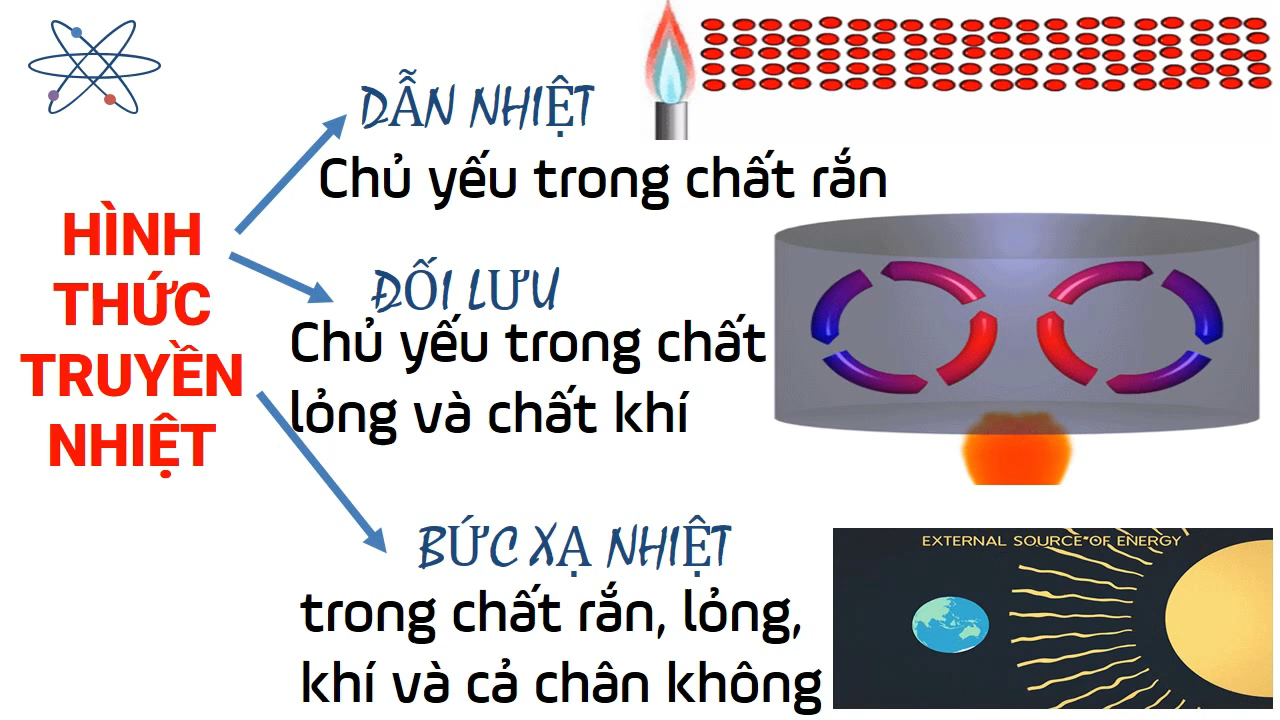 HÌNH
THỨC
TRUYỀN
NHIỆT
DẪN NHIỆT
Chủ yếu trong chất rắn
ĐỐI LƯU
Chủ yếu trong chất
lỏng và chất khí
BỨC XẠ NHIỆT
trong chất rắn, lỏng,
khí và cả chân không
EXTERNAL SOURCE OF ENERGY